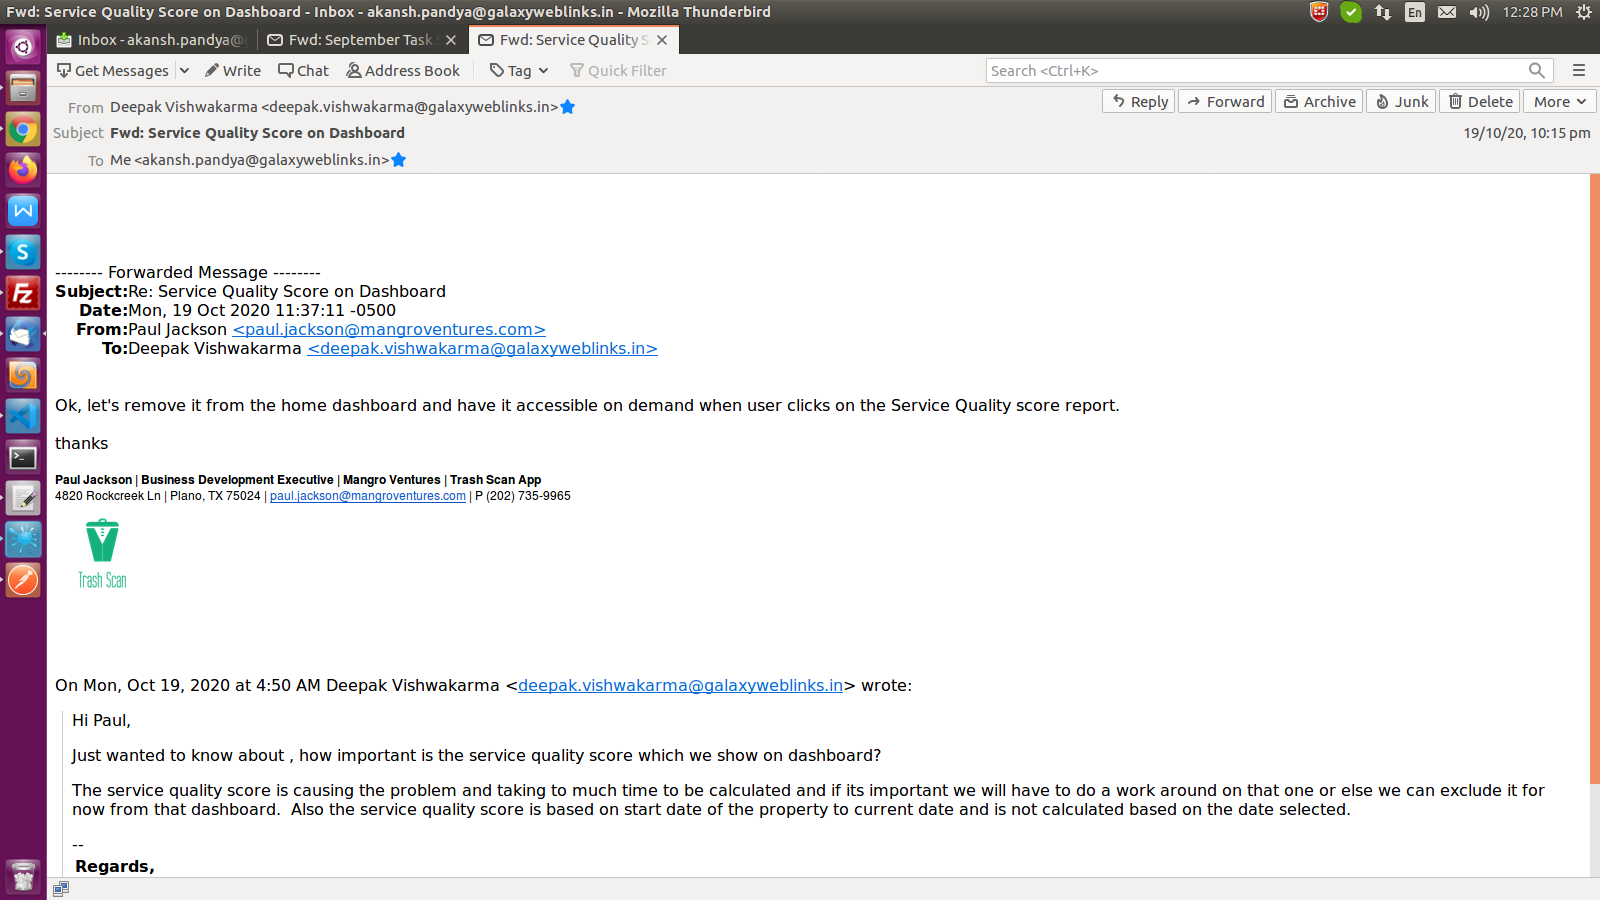 Fwd: Service Quality Score on Dashboard - Inbox - akansh.pandya@galaxyweblinks.in - Mozilla Thunderbird
En
12:28 PM
Inbox - akansh.pandya@
Fwd: September Task
Fwd: Service Quality S
Get Messages
Write
Chat
Address Book
Tag
Quick Filter
Search <Ctrl+K>
From Deepak Vishwakarma <deepak.vishwakarma@galaxyweblinks.in>
Reply
Forward
Archive
Junk
Delete
More
Subject Fwd: Service Quality Score on Dashboard
19/10/20, 10:15 pm
To Me <akansh.pandya@galaxyweblinks.in>
-------- Forwarded Message --------
Subject: Re: Service Quality Score on Dashboard
Date: Mon, 19 Oct 2020 11:37:11 -0500
From: Paul Jackson <paul.jackson@mangroventures.com>
To: Deepak Vishwakarma <deepak.vishwakarma@galaxyweblinks.in>
Ok, let's remove it from the home dashboard and have it accessible on demand when user clicks on the Service Quality score report.
thanks
Paul Jackson | Business Development Executive | Mangro Ventures | Trash Scan App
4820 Rockcreek Ln | Plano, TX 75024 | paul.jackson@mangroventures.com | P (202) 735-9965
Trash Scan
On Mon, Oct 19, 2020 at 4:50 AM Deepak Vishwakarma <deepak.vishwakarma@galaxyweblinks.in> wrote:
Hi Paul,
Just wanted to know about , how important is the service quality score which we show on dashboard?
The service quality score is causing the problem and taking to much time to be calculated and if its important we will have to do a work around on that one or else we can exclude it for
now from that dashboard.  Also the service quality score is based on start date of the property to current date and is not calculated based on the date selected.
--
Regards,